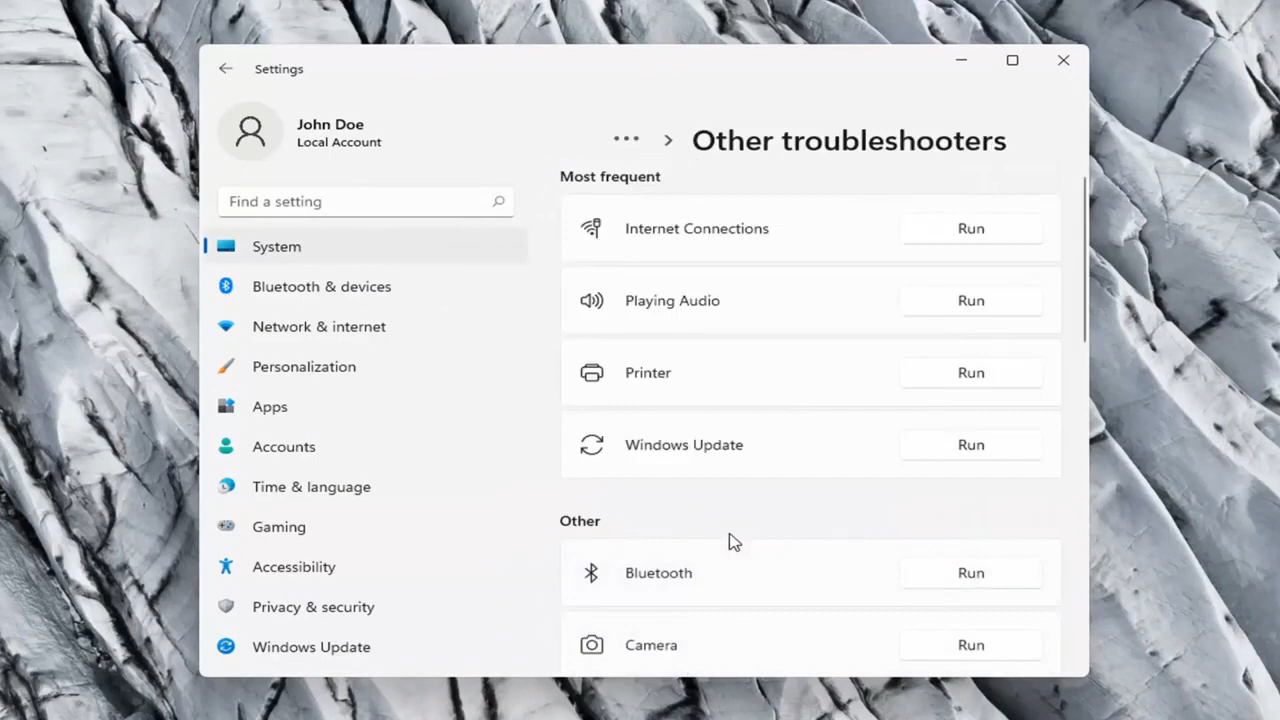 Settings
John Doe
Local Account
Find a setting
System
Bluetooth & devices
Network & internet
Personalization
Apps
Accounts
Time & language
Gaming
Accessibility
Privacy & security
Windows Update
... > Other troubleshooters
Most frequent
Internet Connections Run
Playing Audio Run
Printer Run
Windows Update Run
Other
Bluetooth Run
Camera Run